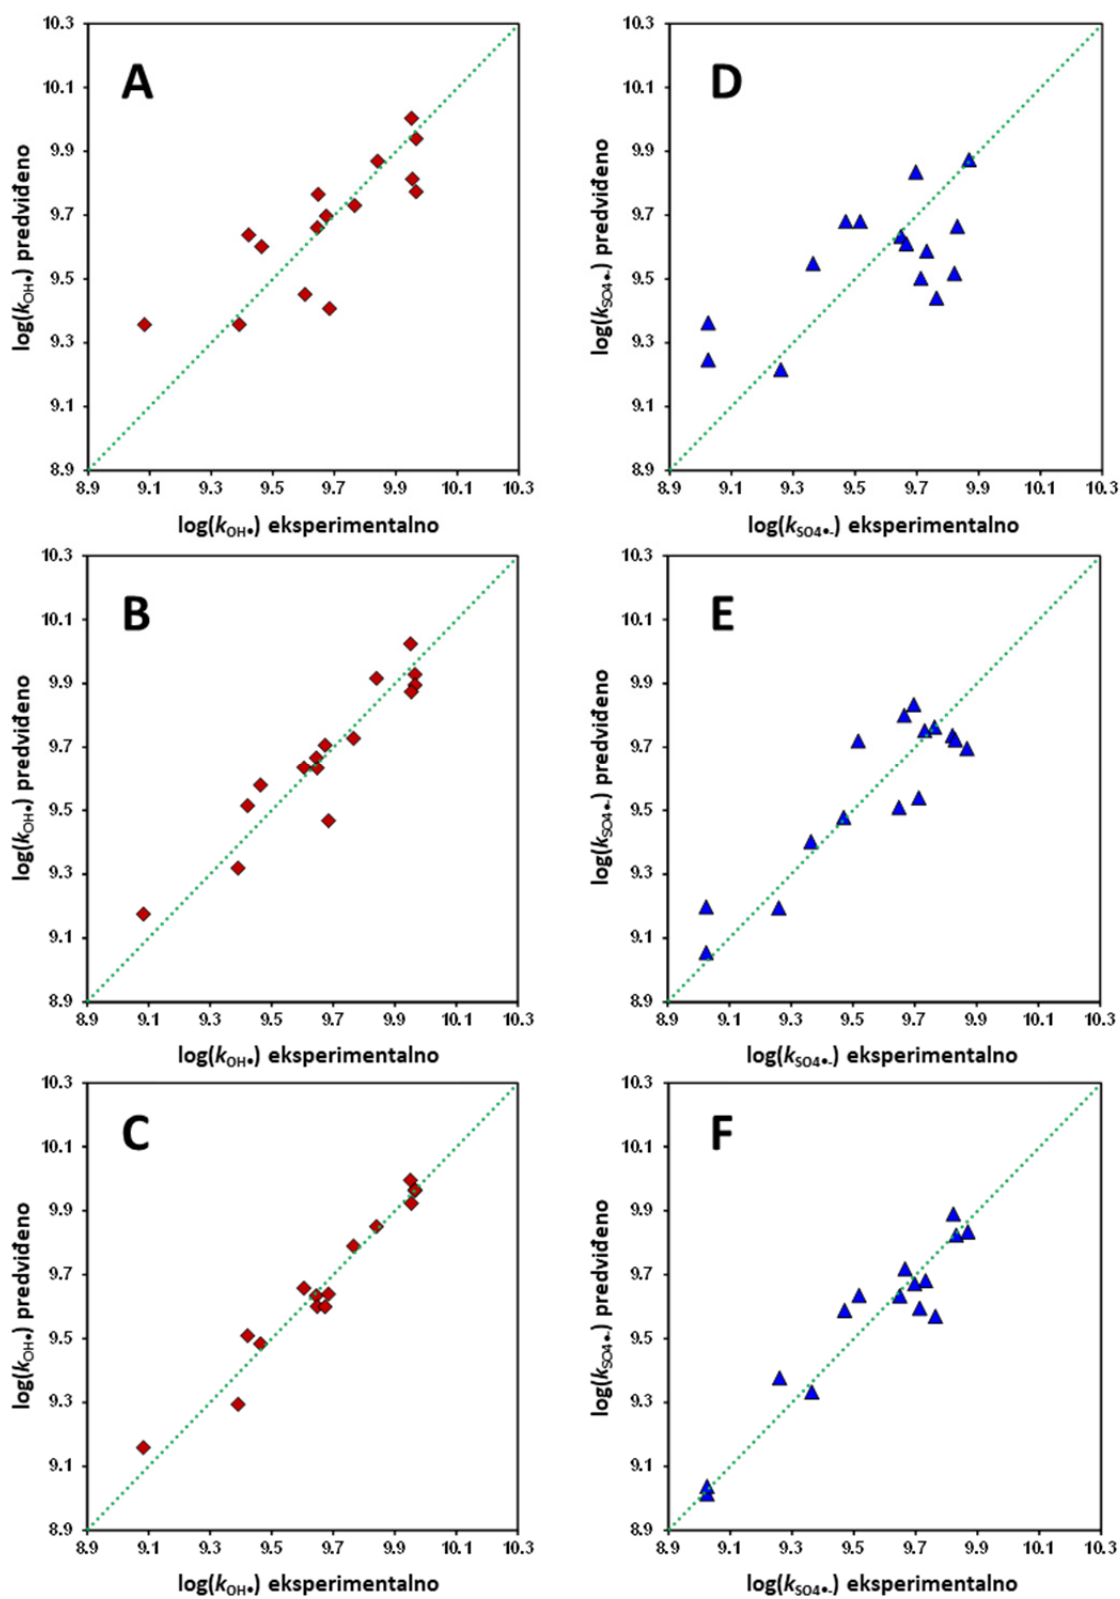 A
10.3
10.1
9.9
9.7
9.5
9.3
9.1
8.9
log(kOH•) predviđeno
8.9 9.1 9.3 9.5 9.7 9.9 10.1 10.3
log(kOH•) eksperimentalno
D
10.3
10.1
9.9
9.7
9.5
9.3
9.1
8.9
log(kSO4•-) predviđeno
8.9 9.1 9.3 9.5 9.7 9.9 10.1 10.3
log(kSO4•-) eksperimentalno
B
10.3
10.1
9.9
9.7
9.5
9.3
9.1
8.9
log(kOH•) predviđeno
8.9 9.1 9.3 9.5 9.7 9.9 10.1 10.3
log(kOH•) eksperimentalno
E
10.3
10.1
9.9
9.7
9.5
9.3
9.1
8.9
log(kSO4•-) predviđeno
8.9 9.1 9.3 9.5 9.7 9.9 10.1 10.3
log(kSO4•-) eksperimentalno
C
10.3
10.1
9.9
9.7
9.5
9.3
9.1
8.9
log(kOH•) predviđeno
8.9 9.1 9.3 9.5 9.7 9.9 10.1 10.3
log(kOH•) eksperimentalno
F
10.3
10.1
9.9
9.7
9.5
9.3
9.1
8.9
log(kSO4•-) predviđeno
8.9 9.1 9.3 9.5 9.7 9.9 10.1 10.3
log(kSO4•-) eksperimentalno